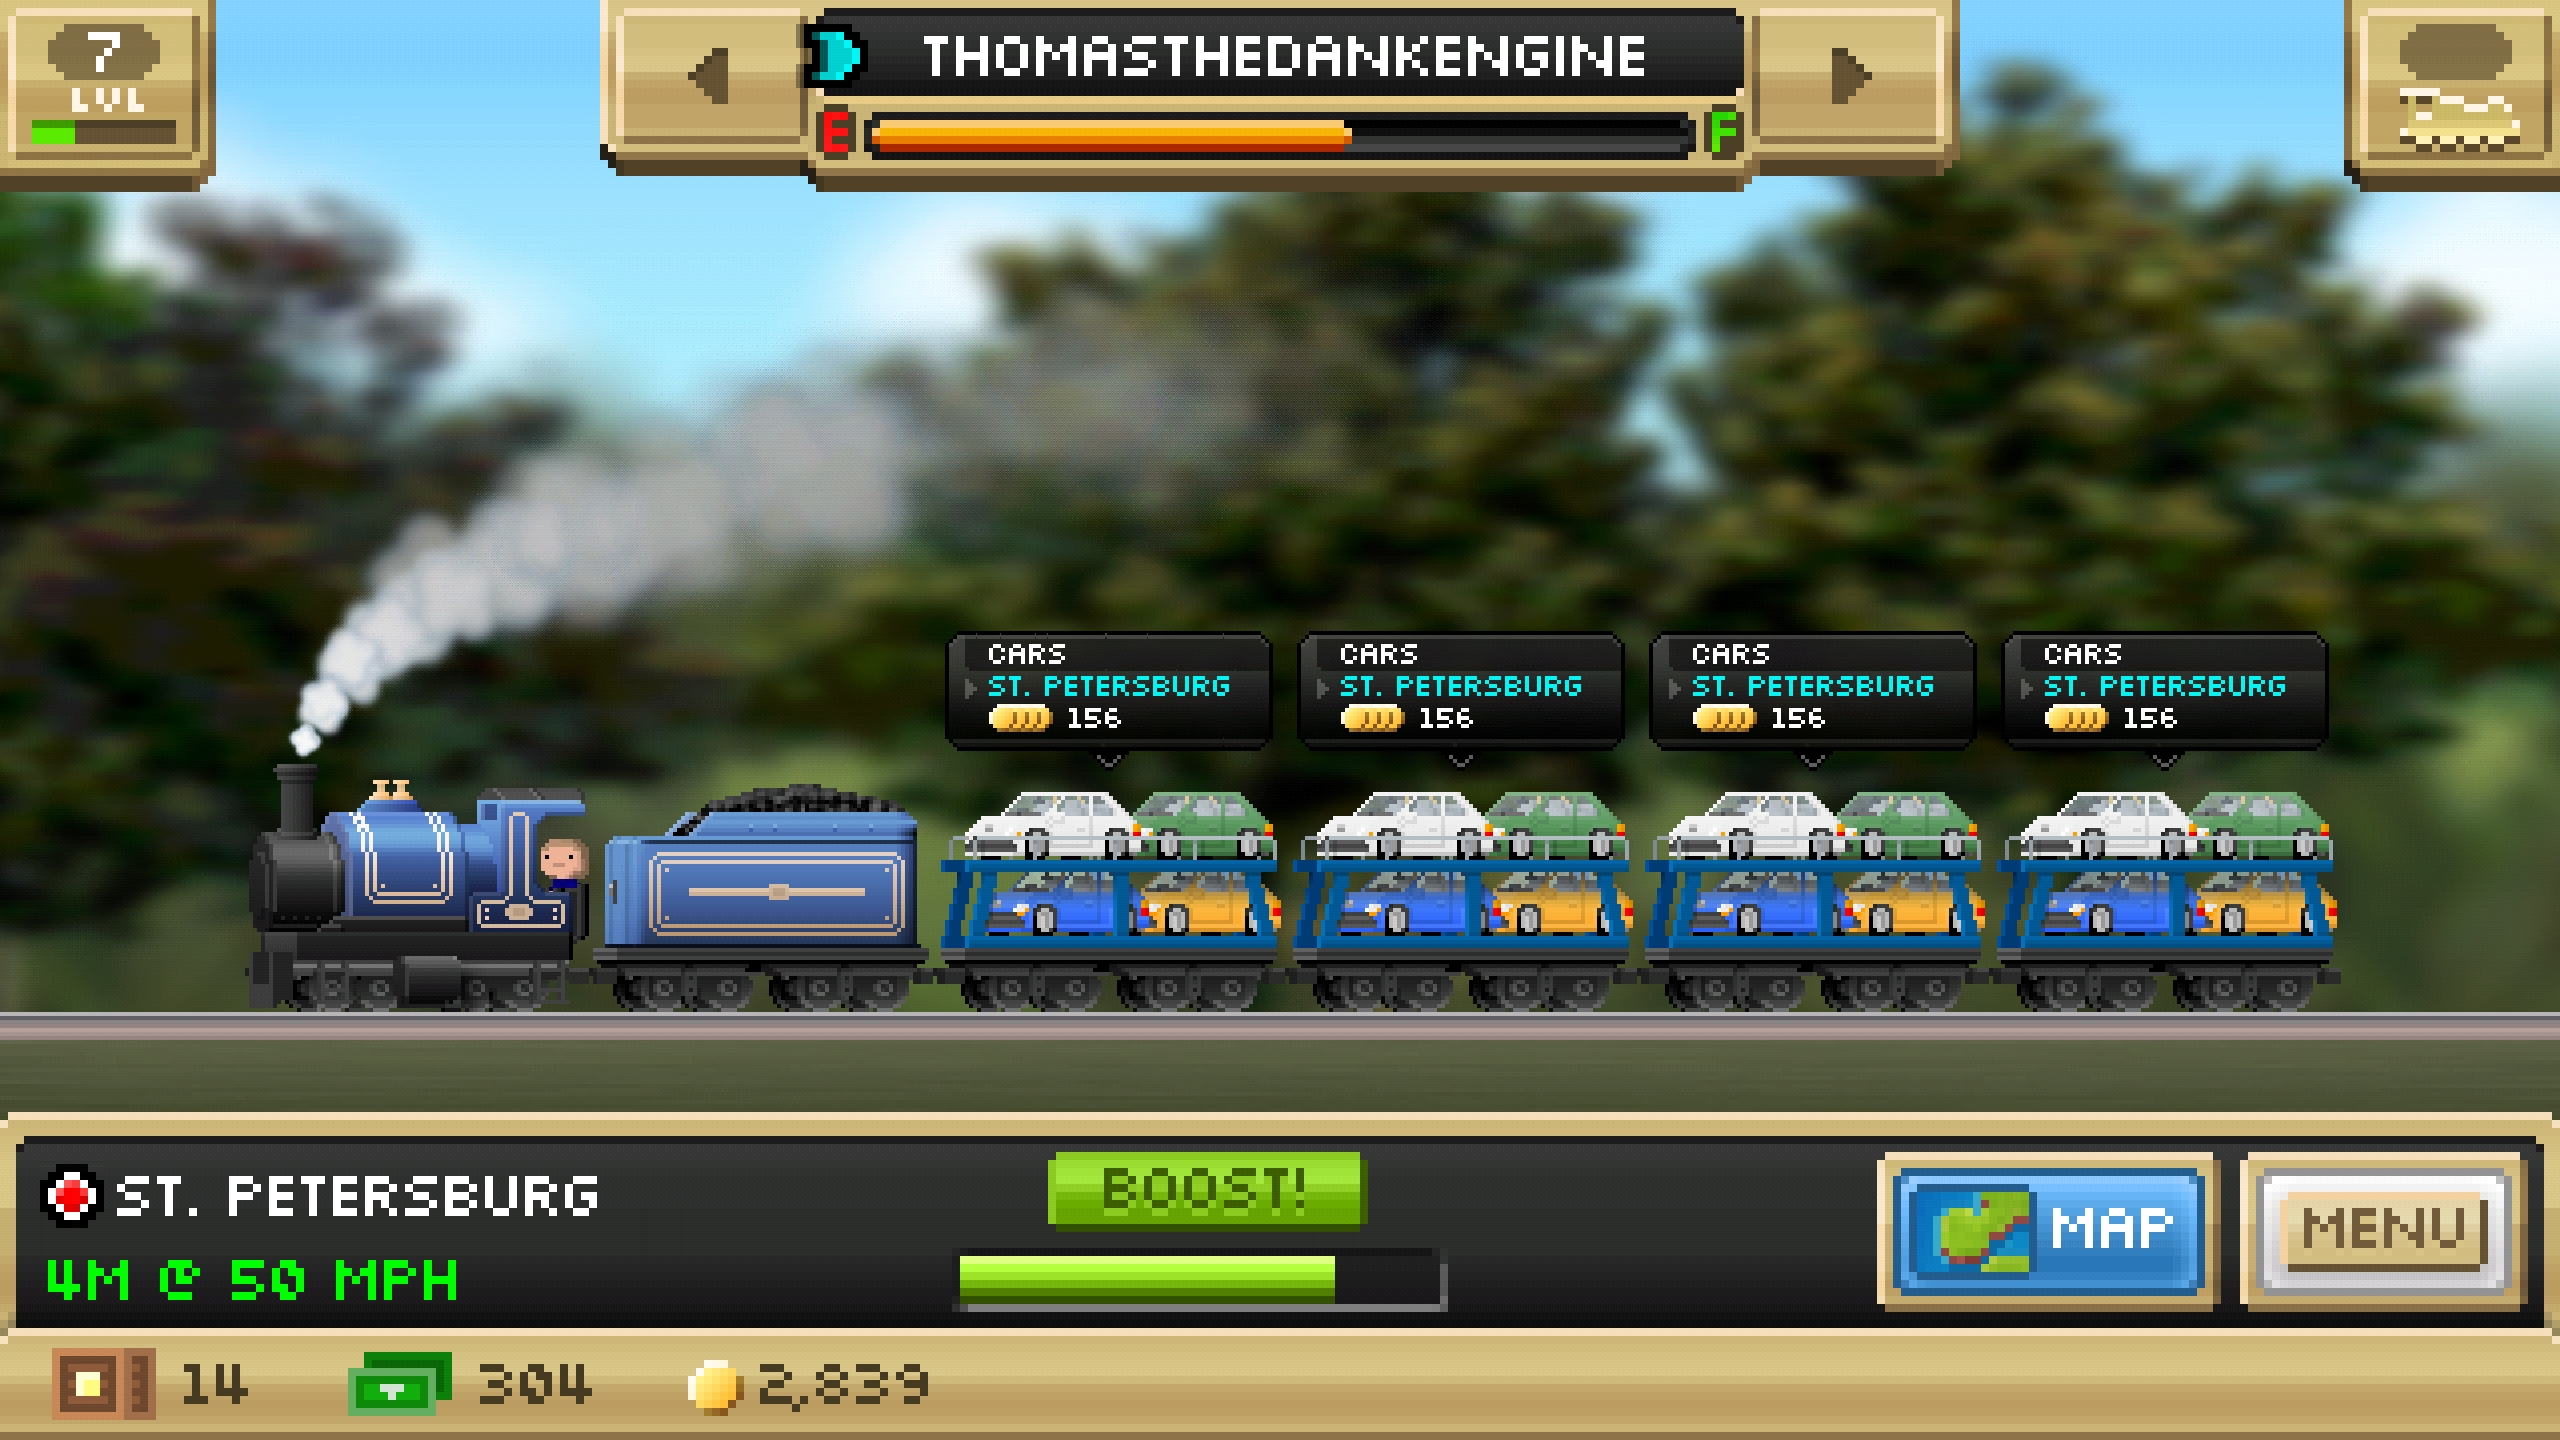 7
LVL
THOMASTHEDANKENGINE
E F
CARS
ST. PETERSBURG
156
CARS
ST. PETERSBURG
156
CARS
ST. PETERSBURG
156
CARS
ST. PETERSBURG
156
ST. PETERSBURG
4M @ 50 MPH
BOOST!
MAP
MENU
14 304 2,839